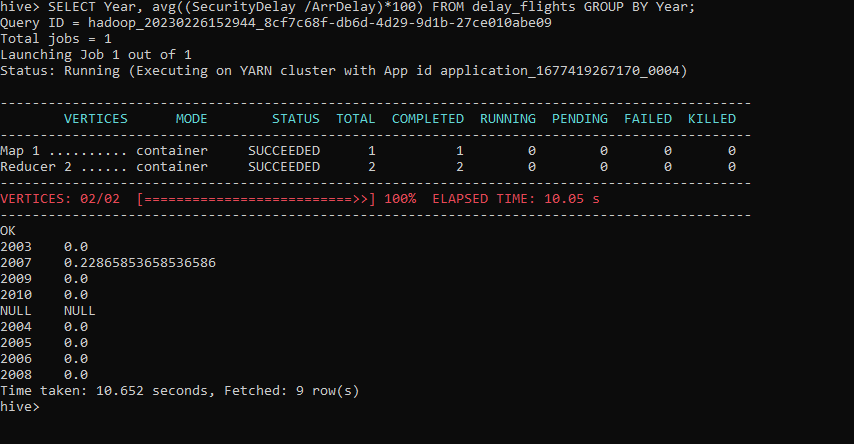 hive> SELECT Year, avg((SecurityDelay /ArrDelay)*100) FROM delay_flights GROUP BY Year;
Query ID = hadoop_20230226152944_8cf7c68f-db6d-4d29-9d1b-27ce010abe09
Total jobs = 1
Launching Job 1 out of 1
Status: Running (Executing on YARN cluster with App id application_1677419267170_0004)
----------------------------------------------------------------------------------------------
        VERTICES      MODE        STATUS  TOTAL  COMPLETED  RUNNING  PENDING  FAILED  KILLED
----------------------------------------------------------------------------------------------
Map 1 .......... container     SUCCEEDED      1          1        0        0       0       0
Reducer 2 ...... container     SUCCEEDED      2          2        0        0       0       0
----------------------------------------------------------------------------------------------
VERTICES: 02/02  [==========================>>] 100%  ELAPSED TIME: 10.05 s
----------------------------------------------------------------------------------------------
OK
2003    0.0
2007    0.22865853658536586
2009    0.0
2010    0.0
NULL    NULL
2004    0.0
2005    0.0
2006    0.0
2008    0.0
Time taken: 10.652 seconds, Fetched: 9 row(s)
hive>